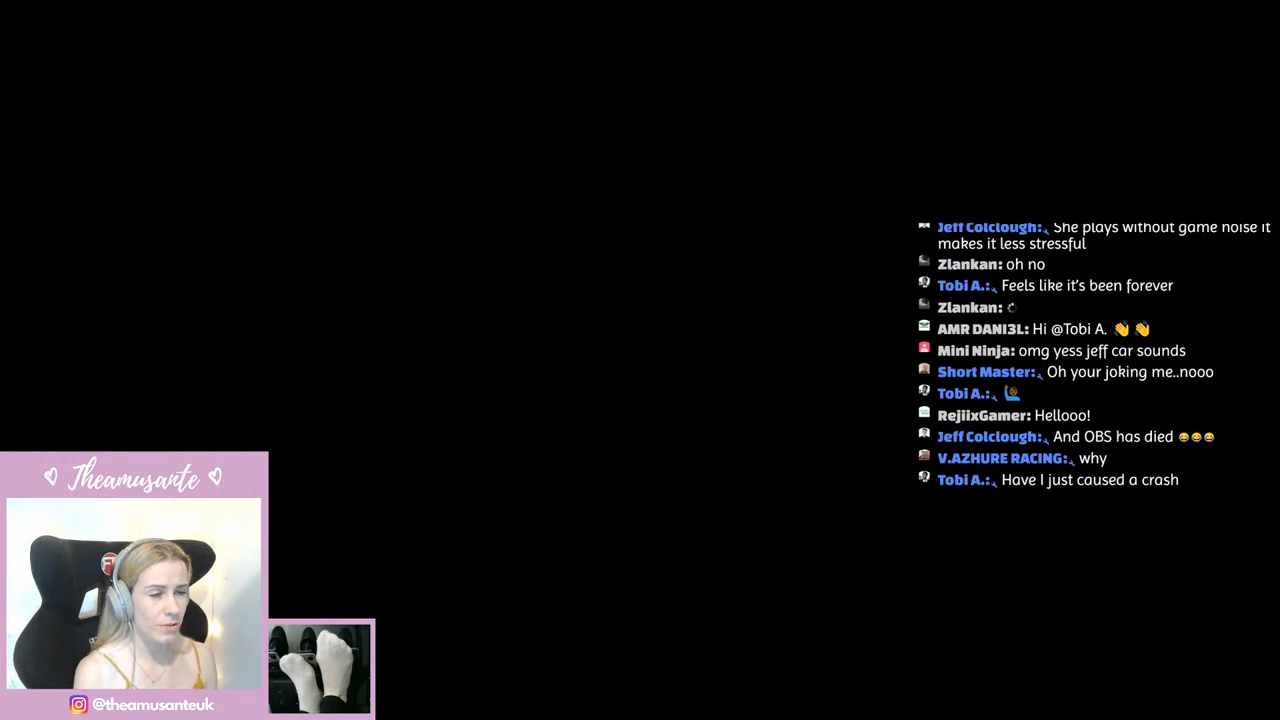 Jeff Colclough: She plays without game noise it
makes it less stressful
Zlankan: oh no
Tobi A.: Feels like it's been forever
Zlankan:
AMR DANI3L: Hi @Tobi A. 👋 👋
Mini Ninja: omg yess jeff car sounds
Short Master: Oh your joking me..nooo
Tobi A.: 🙋🏾‍♂️
RejiixGamer: Hellooo!
Jeff Colclough: And OBS has died 😂😂😂
V.AZHURE RACING: why
Tobi A.: Have I just caused a crash
Theamusante
@theamusanteuk